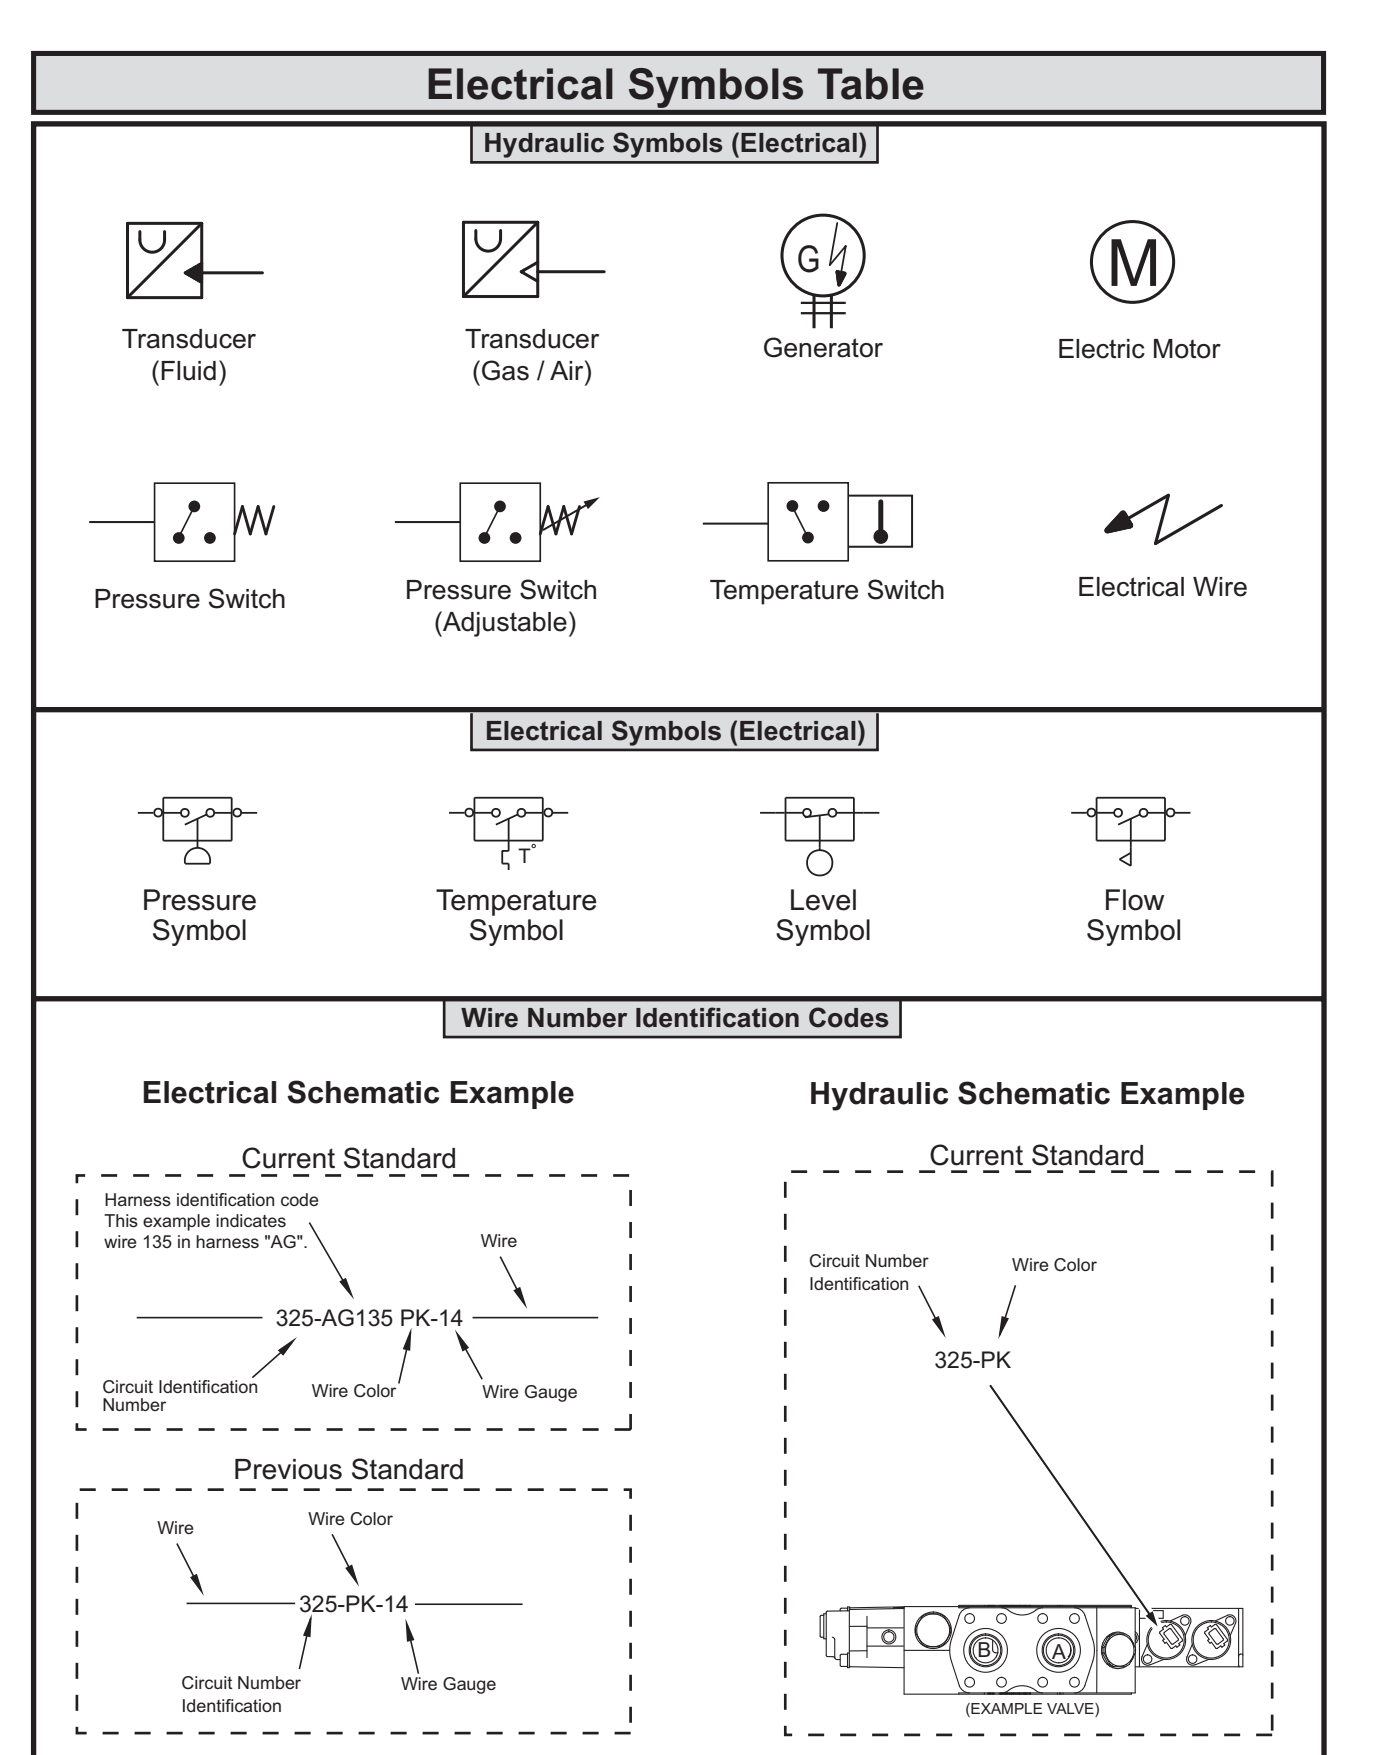 Electrical Symbols Table
Hydraulic Symbols (Electrical)
G
M
Transducer
(Fluid)
Transducer
(Gas / Air)
Generator
Electric Motor
Pressure Switch
Pressure Switch
(Adjustable)
Temperature Switch
Electrical Wire
Electrical Symbols (Electrical)
T°
Pressure
Symbol
Temperature
Symbol
Level
Symbol
Flow
Symbol
Wire Number Identification Codes
Electrical Schematic Example
Current Standard
Harness identification code
This example indicates
wire 135 in harness "AG".
Wire
325-AG135 PK-14
Circuit Identification
Number
Wire Color
Wire Gauge
Previous Standard
Wire
Wire Color
325-PK-14
Circuit Number
Identification
Wire Gauge
Hydraulic Schematic Example
Current Standard
Circuit Number
Identification
Wire Color
325-PK
B
A
(EXAMPLE VALVE)